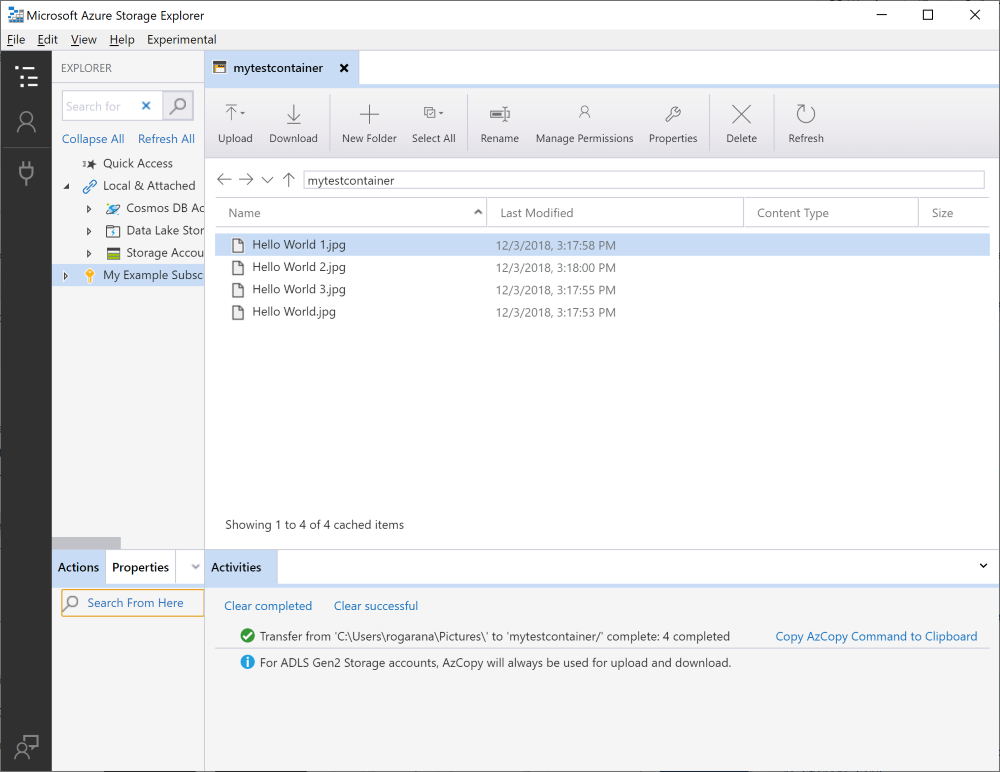 Microsoft Azure Storage Explorer
File Edit View Help Experimental
EXPLORER
Search for
Collapse All Refresh All
Quick Access
Local & Attached
Cosmos DB Ac
Data Lake Stor
Storage Accou
My Example Subsc
mytestcontainer
Upload Download New Folder Select All Rename Manage Permissions Properties Delete Refresh
mytestcontainer
Name Last Modified Content Type Size
Hello World 1.jpg 12/3/2018, 3:17:58 PM
Hello World 2.jpg 12/3/2018, 3:18:00 PM
Hello World 3.jpg 12/3/2018, 3:17:55 PM
Hello World.jpg 12/3/2018, 3:17:53 PM
Showing 1 to 4 of 4 cached items
Actions Properties
Search From Here
Activities
Clear completed Clear successful
Transfer from 'C:\Users\rogarana\Pictures\' to 'mytestcontainer/' complete: 4 completed Copy AzCopy Command to Clipboard
For ADLS Gen2 Storage accounts, AzCopy will always be used for upload and download.